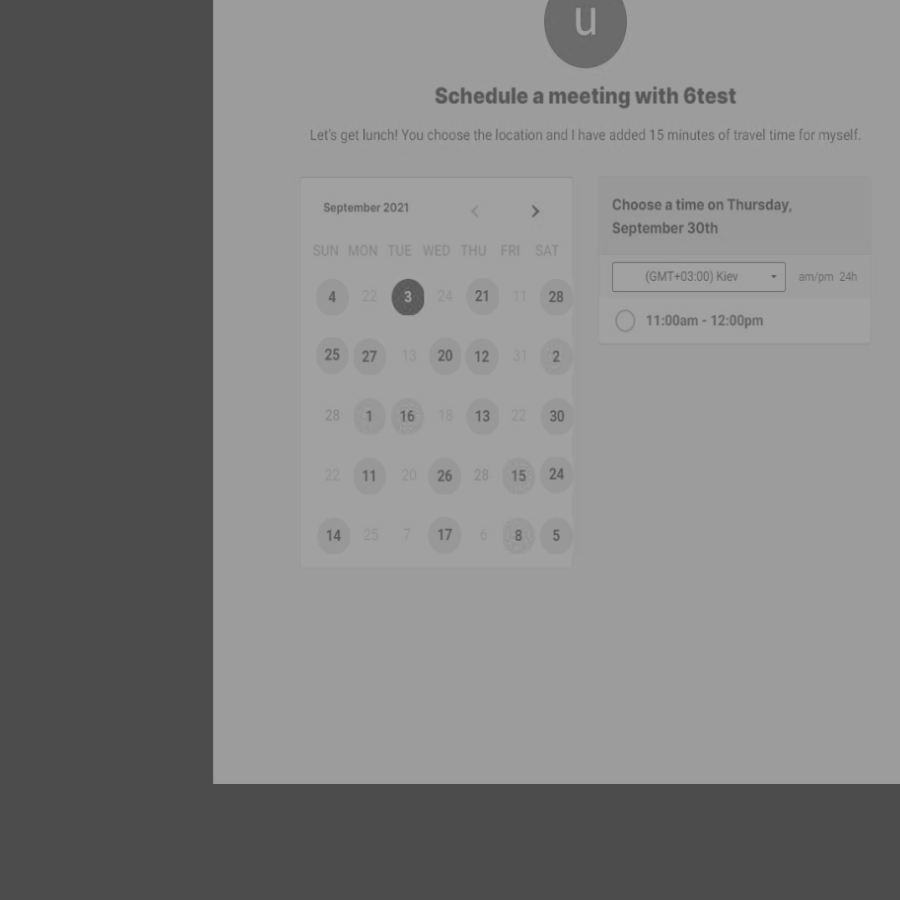 u
Schedule a meeting with 6test
Let's get lunch! You choose the location and I have added 15 minutes of travel time for myself.
September 2021
SUN MON TUE WED THU FRI SAT
4 22 3 24 21 11 28
25 27 13 20 12 31 2
28 1 16 18 13 22 30
22 11 20 26 28 15 24
14 25 7 17 6 8 5
Choose a time on Thursday,
September 30th
(GMT+03:00) Kiev am/pm 24h
11:00am - 12:00pm